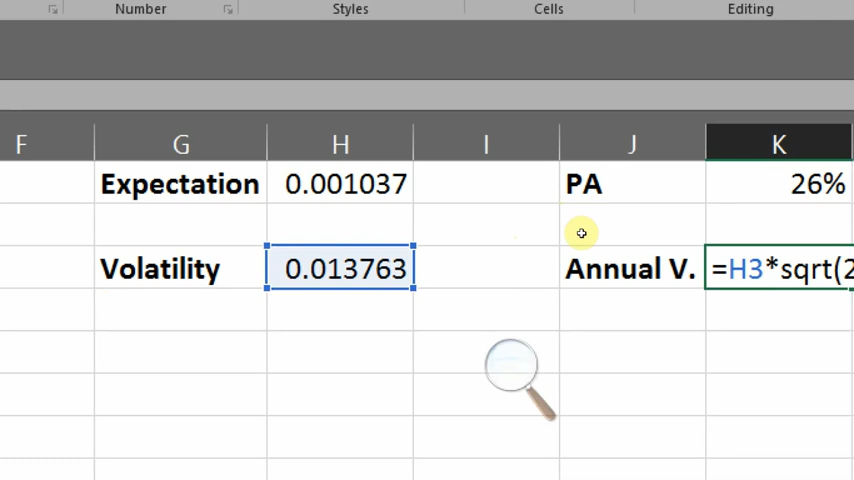 Number Styles Cells Editing
F G H I J K
Expectation 0.001037 PA 26%
Volatility 0.013763 Annual V. =H3*sqrt(2